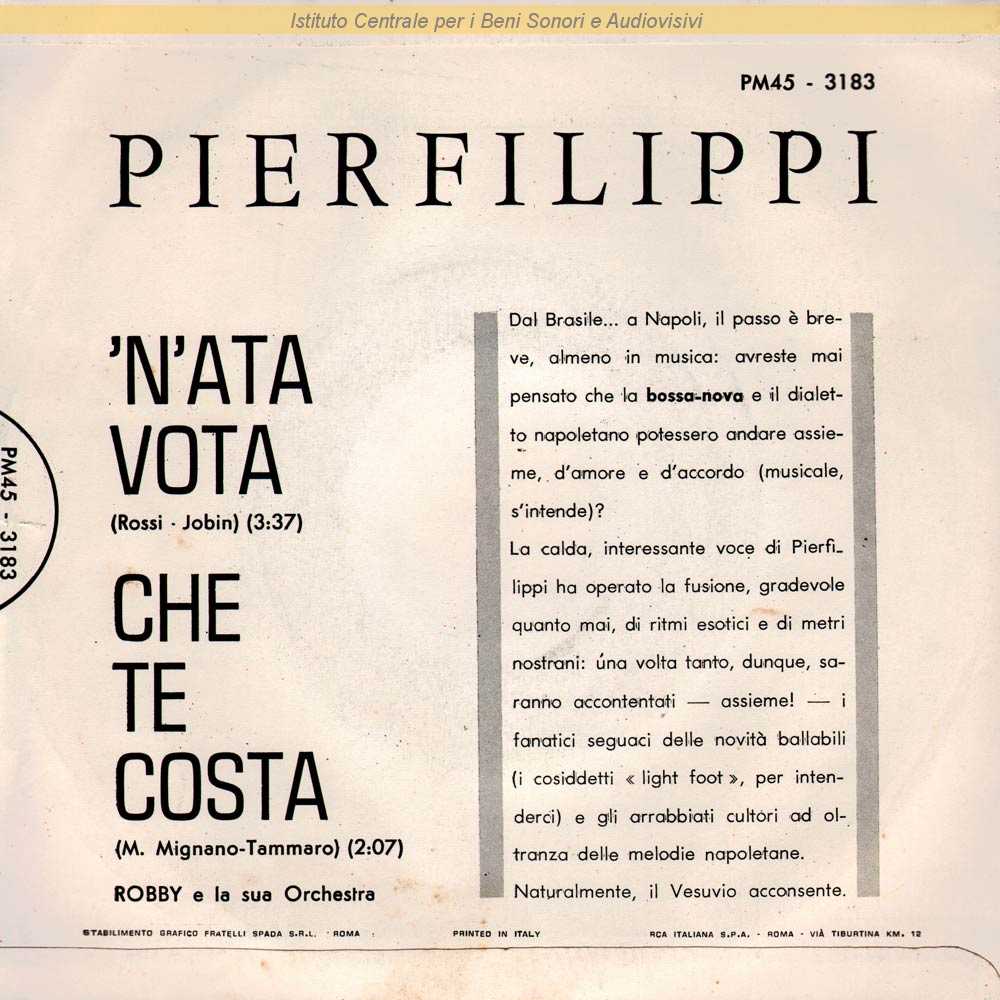 Istituto Centrale per i Beni Sonori e Audiovisivi
PM45 - 3183
PIERFILIPPI
'N'ATA
VOTA
(Rossi - Jobin) (3:37)
CHE
TE
COSTA
(M. Mignano-Tammaro) (2:07)
ROBBY e la sua Orchestra
PM45 - 3183
Dal Brasile... a Napoli, il passo è bre-
ve, almeno in musica: avreste mai
pensato che la bossa-nova e il dialet-
to napoletano potessero andare assie-
me, d'amore e d'accordo (musicale,
s'intende)?
La calda, interessante voce di Pierfi-
lippi ha operato la fusione, gradevole
quanto mai, di ritmi esotici e di metri
nostrani: úna volta tanto, dunque, sa-
ranno accontentati — assieme! — i
fanatici seguaci delle novità ballabili
(i cosiddetti « light foot », per inten-
derci) e gli arrabbiati cultori ad ol-
tranza delle melodie napoletane.
Naturalmente, il Vesuvio acconsente.
STABILIMENTO GRAFICO FRATELLI SPADA S.R.L. - ROMA
PRINTED IN ITALY
RCA ITALIANA S.P.A. - ROMA - VIÀ TIBURTINA KM. 12